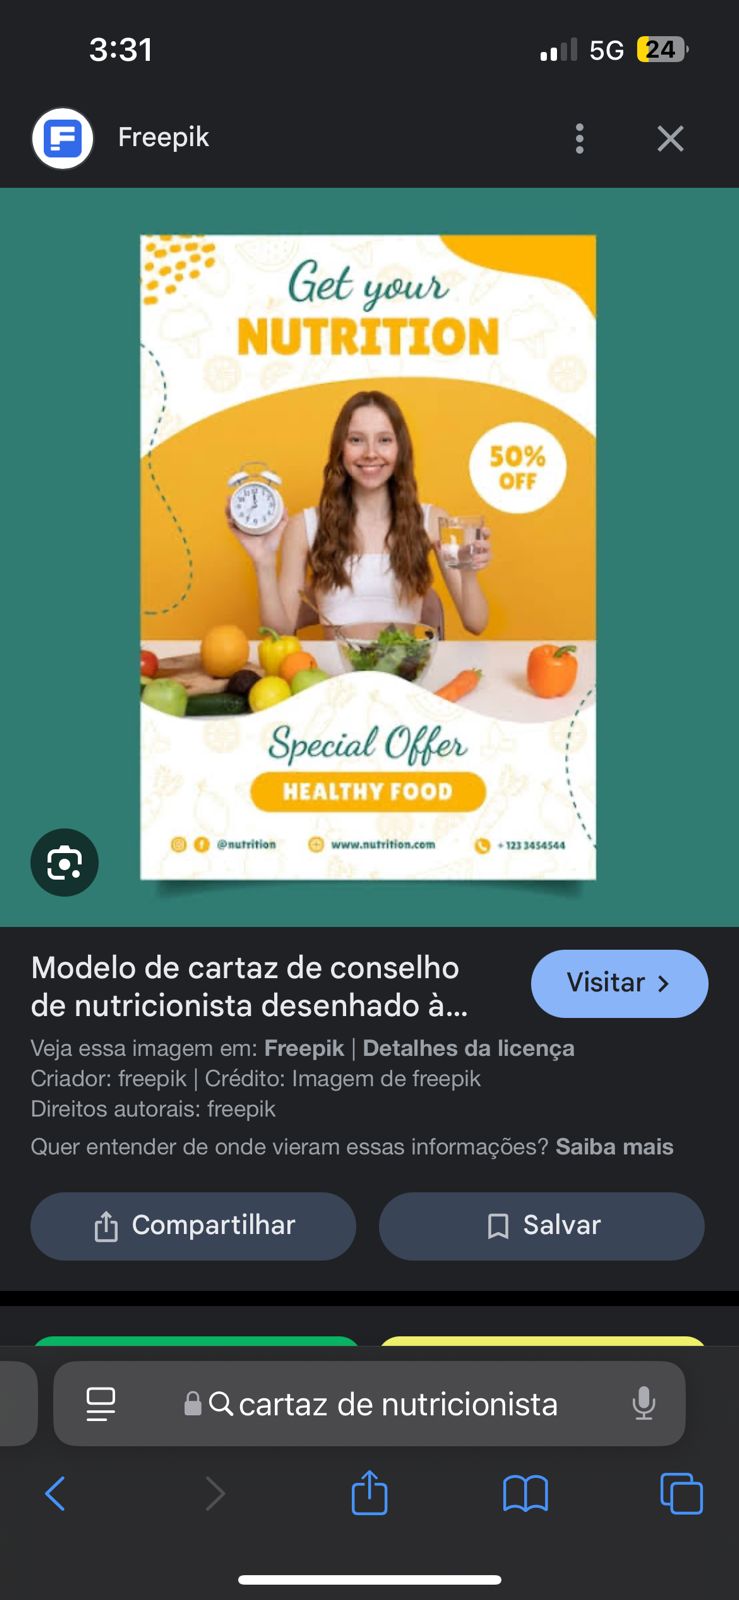 3:31
5G
24
Freepik
Get your
NUTRITION
50%
OFF
Special Offer
HEALTHY FOOD
@nutrition www.nutrition.com + 123 3454544
Modelo de cartaz de conselho
de nutricionista desenhado à...
Visitar
Veja essa imagem em: Freepik | Detalhes da licença
Criador: freepik | Crédito: Imagem de freepik
Direitos autorais: freepik
Quer entender de onde vieram essas informações? Saiba mais
Compartilhar
Salvar
cartaz de nutricionista